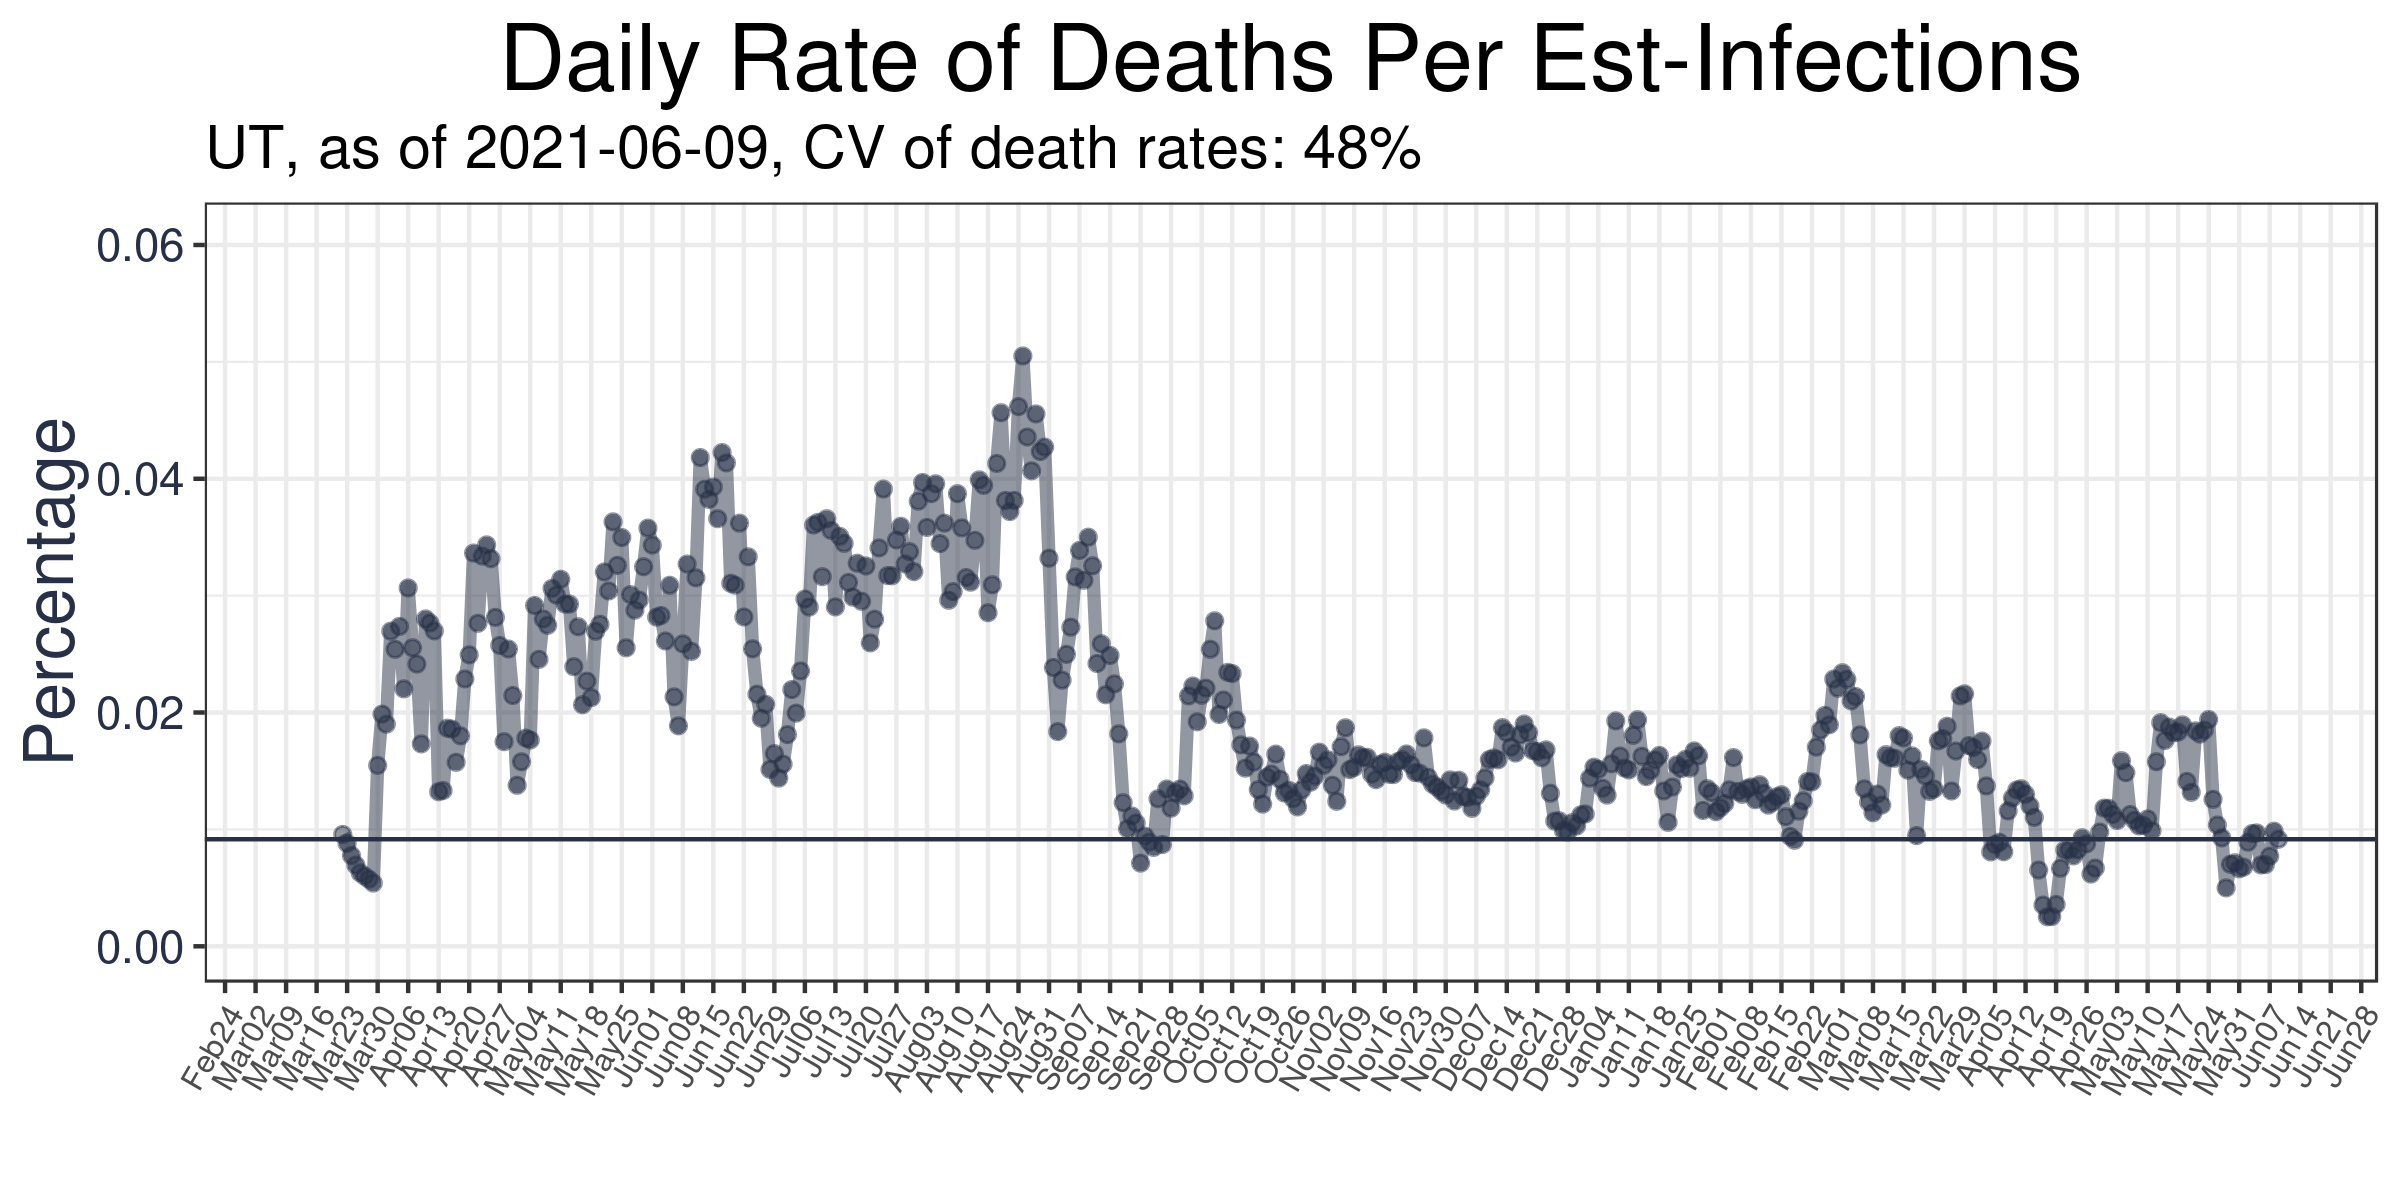 Daily Rate of Deaths Per Est-Infections
UT, as of 2021-06-09, CV of death rates: 48%
Percentage
0.06
0.04
0.02
0.00
Feb24
Mar02
Mar09
Mar16
Mar23
Mar30
Apr06
Apr13
Apr20
Apr27
May04
May11
May18
May25
Jun01
Jun08
Jun15
Jun22
Jun29
Jul06
Jul13
Jul20
Jul27
Aug03
Aug10
Aug17
Aug24
Aug31
Sep07
Sep14
Sep21
Sep28
Oct05
Oct12
Oct19
Oct26
Nov02
Nov09
Nov16
Nov23
Nov30
Dec07
Dec14
Dec21
Dec28
Jan04
Jan11
Jan18
Jan25
Feb01
Feb08
Feb15
Feb22
Mar01
Mar08
Mar15
Mar22
Mar29
Apr05
Apr12
Apr19
Apr26
May03
May10
May17
May24
May31
Jun07
Jun14
Jun21
Jun28